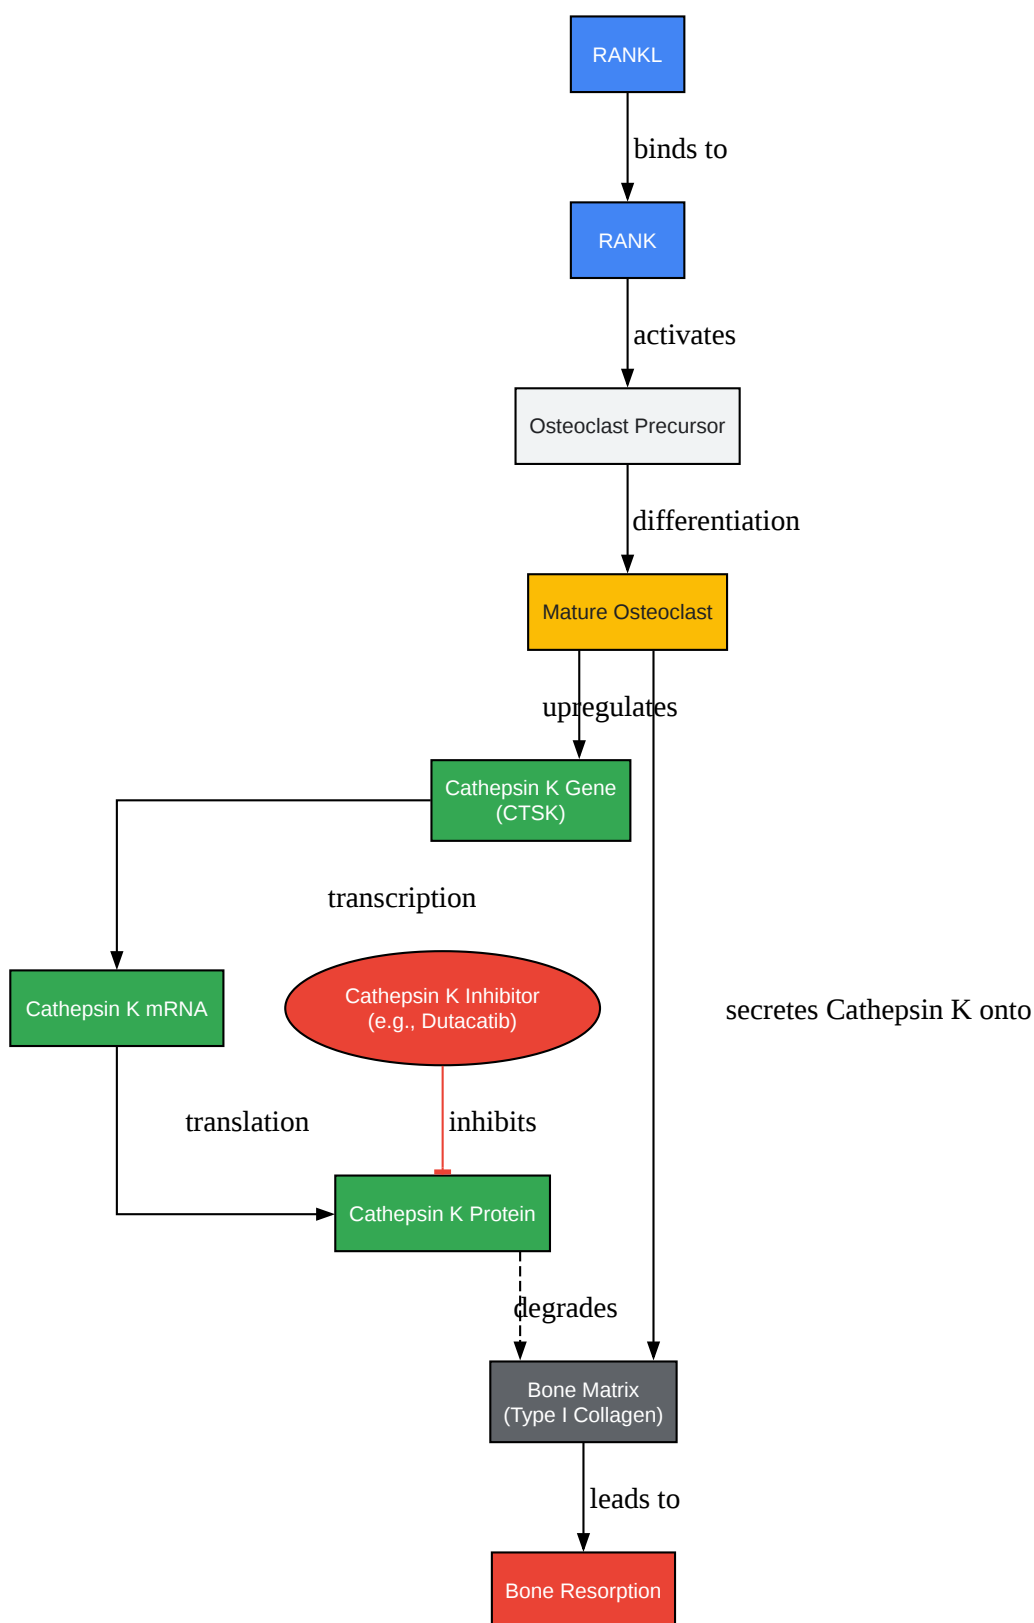 RANKL
binds to
RANK
activates
Osteoclast Precursor
differentiation
Mature Osteoclast
upregulates
Cathepsin K Gene
(CTSK)
transcription
Cathepsin K mRNA
Cathepsin K Inhibitor
(e.g., Dutacatib)
secretes Cathepsin K onto
translation
inhibits
Cathepsin K Protein
degrades
Bone Matrix
(Type I Collagen)
leads to
Bone Resorption